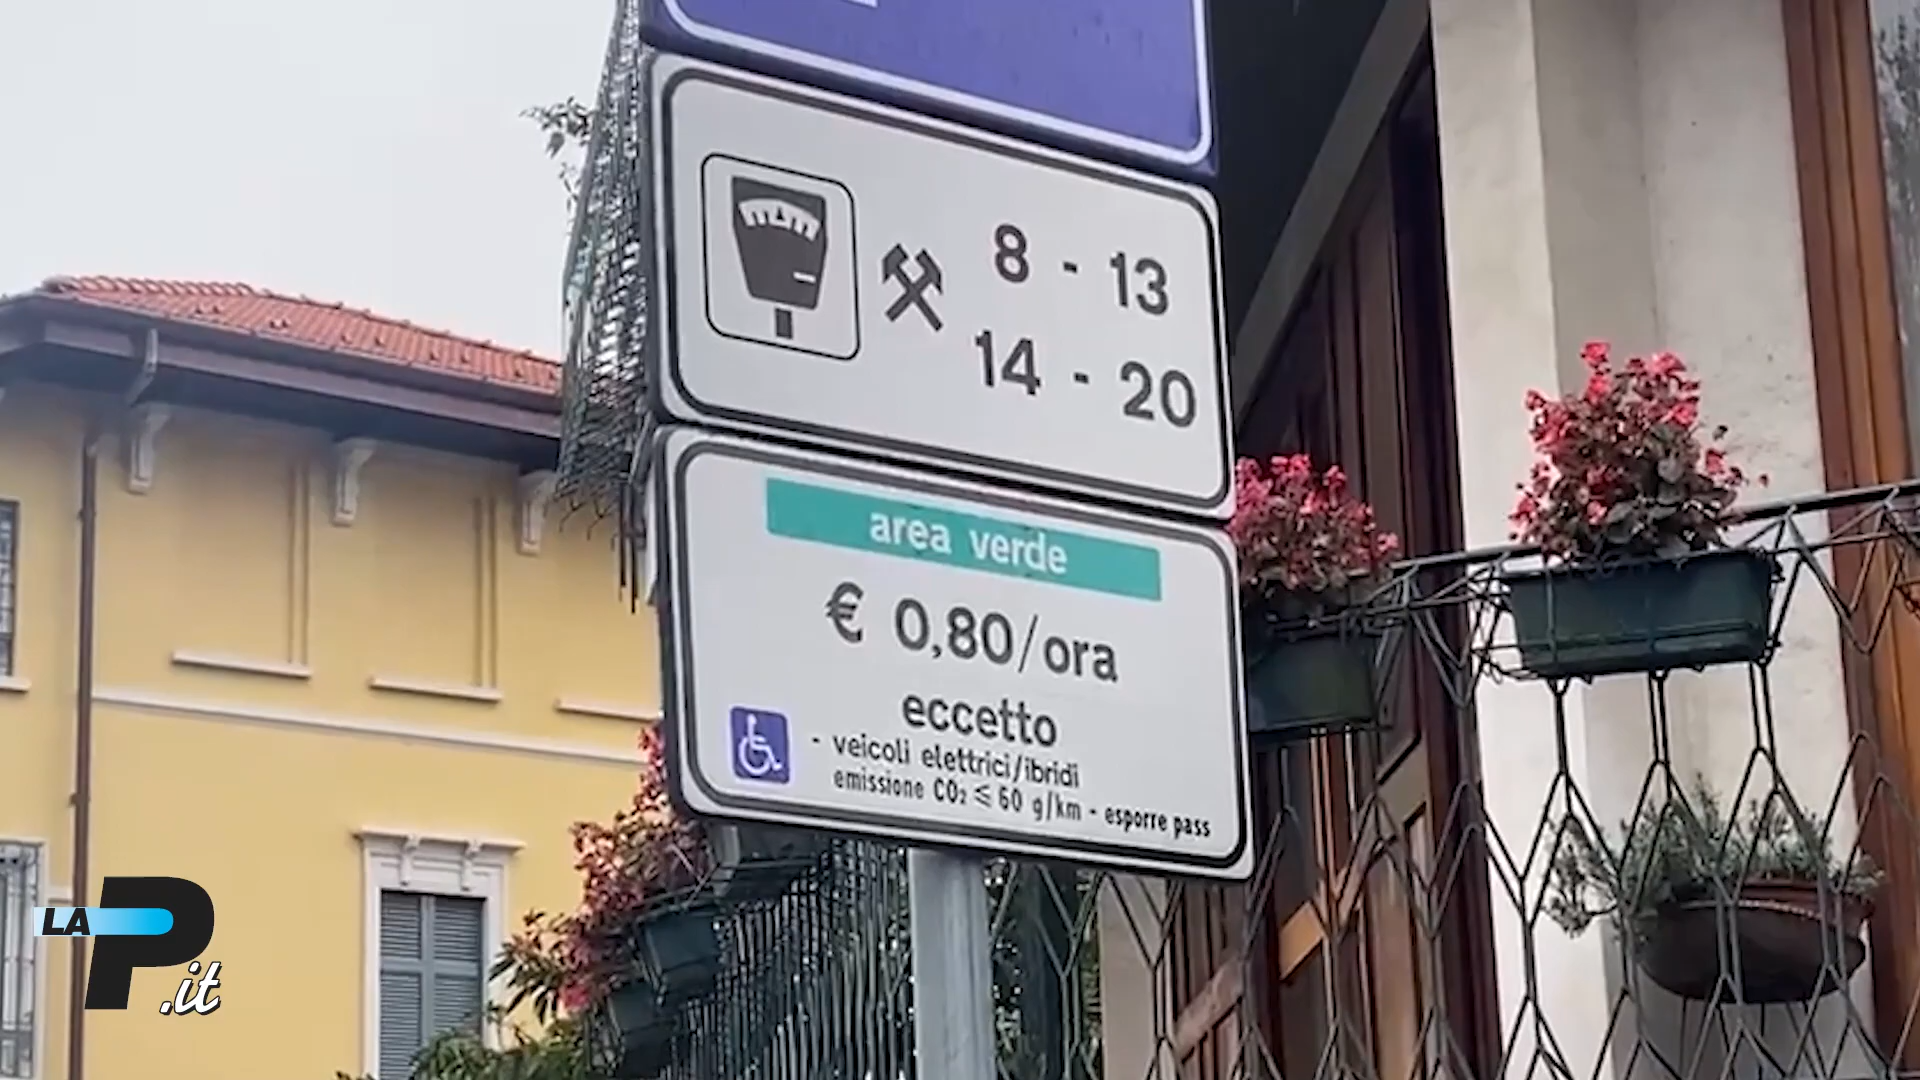 8 - 13
14 - 20
area verde
€ 0,80/ora
eccetto
- veicoli elettrici/ibridi
emissione CO₂ ≤ 60 g/km - esporre pass
LA P.it